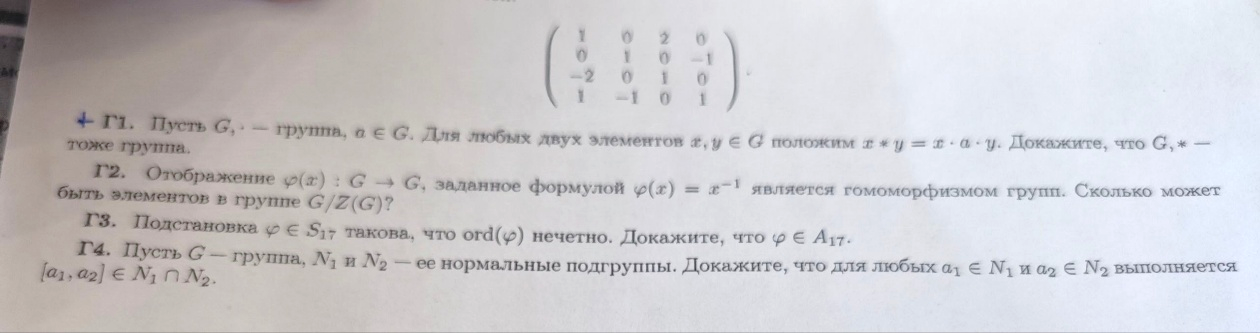 1 0 2 0
0 1 0 -1
-2 0 1 0
1 -1 0 1
+ Г1. Пусть G, · — группа, a ∈ G. Для любых двух элементов x, y ∈ G положим x * y = x · a · y. Докажите, что G, * —
тоже группа.
Г2. Отображение φ(x) : G → G, заданное формулой φ(x) = x⁻¹ является гомоморфизмом групп. Сколько может
быть элементов в группе G/Z(G)?
Г3. Подстановка φ ∈ S₁₇ такова, что ord(φ) нечетно. Докажите, что φ ∈ A₁₇.
Г4. Пусть G — группа, N₁ и N₂ — ее нормальные подгруппы. Докажите, что для любых a₁ ∈ N₁ и a₂ ∈ N₂ выполняется
[a₁, a₂] ∈ N₁ ∩ N₂.